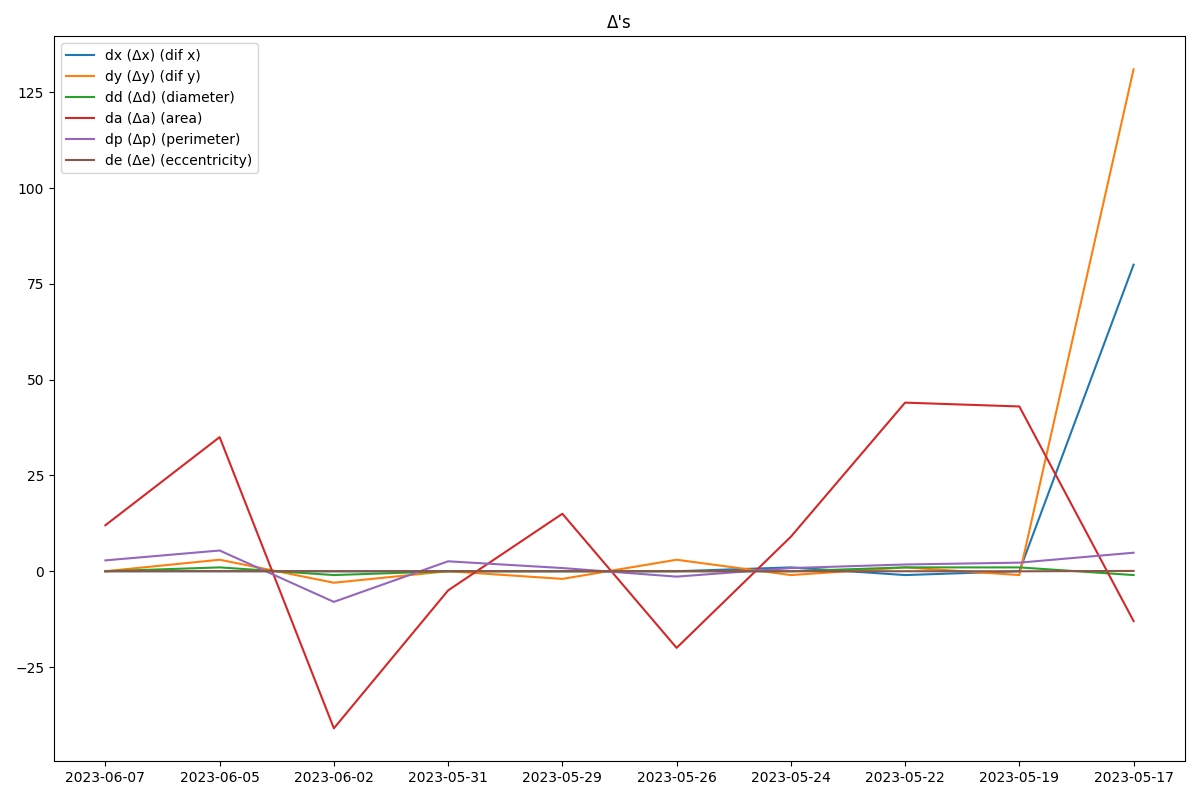 Δ's
dx (Δx) (dif x)
dy (Δy) (dif y)
dd (Δd) (diameter)
da (Δa) (area)
dp (Δp) (perimeter)
de (Δe) (eccentricity)
125
100
75
50
25
0
−25
2023-06-07 2023-06-05 2023-06-02 2023-05-31 2023-05-29 2023-05-26 2023-05-24 2023-05-22 2023-05-19 2023-05-17